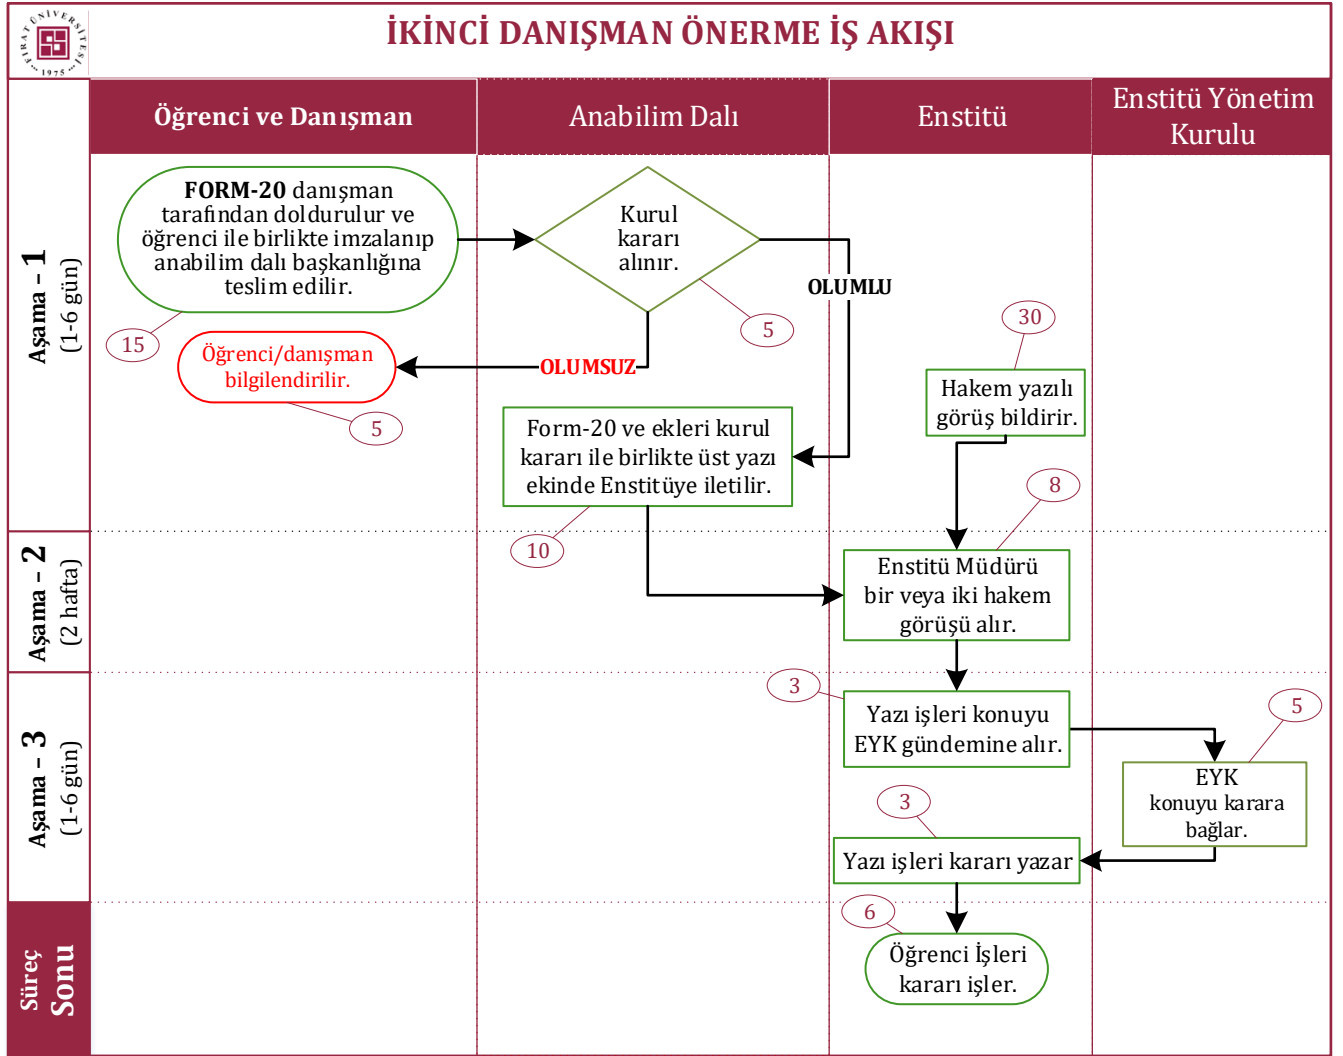 FIRAT ÜNİVERSİTESİ
1975
İKİNCİ DANIŞMAN ÖNERME İŞ AKIŞI
Öğrenci ve Danışman
Anabilim Dalı
Enstitü
Enstitü Yönetim
Kurulu
Aşama – 1
(1-6 gün)
FORM-20 danışman
tarafından doldurulur ve
öğrenci ile birlikte imzalanıp
anabilim dalı başkanlığına
teslim edilir.
15
Kurul
kararı
alınır.
5
OLUMLU
OLUMSUZ
Öğrenci/danışman
bilgilendirilir.
5
30
Hakem yazılı
görüş bildirir.
Form-20 ve ekleri kurul
kararı ile birlikte üst yazı
ekinde Enstitüye iletilir.
10
8
Aşama – 2
(2 hafta)
Enstitü Müdürü
bir veya iki hakem
görüşü alır.
Aşama – 3
(1-6 gün)
3
Yazı işleri konuyu
EYK gündemine alır.
5
EYK
konuyu karara
bağlar.
3
Yazı işleri kararı yazar
Süreç
Sonu
6
Öğrenci İşleri
kararı işler.